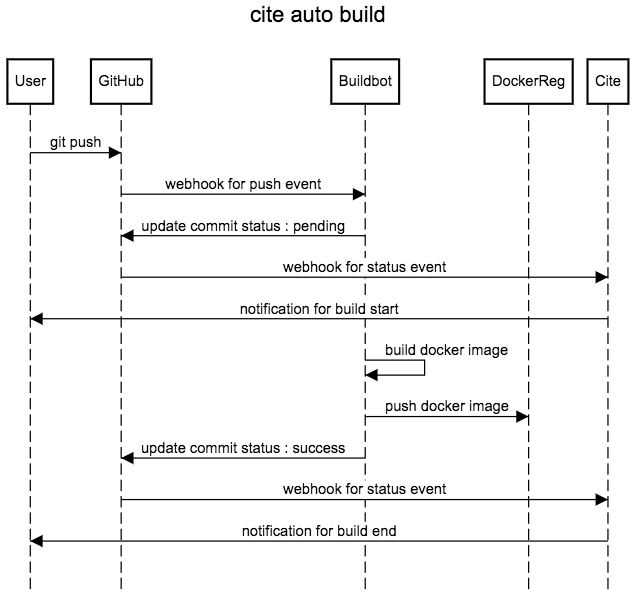 cite auto build
User
GitHub
Buildbot
DockerReg
Cite
git push
webhook for push event
update commit status : pending
webhook for status event
notification for build start
build docker image
push docker image
update commit status : success
webhook for status event
notification for build end